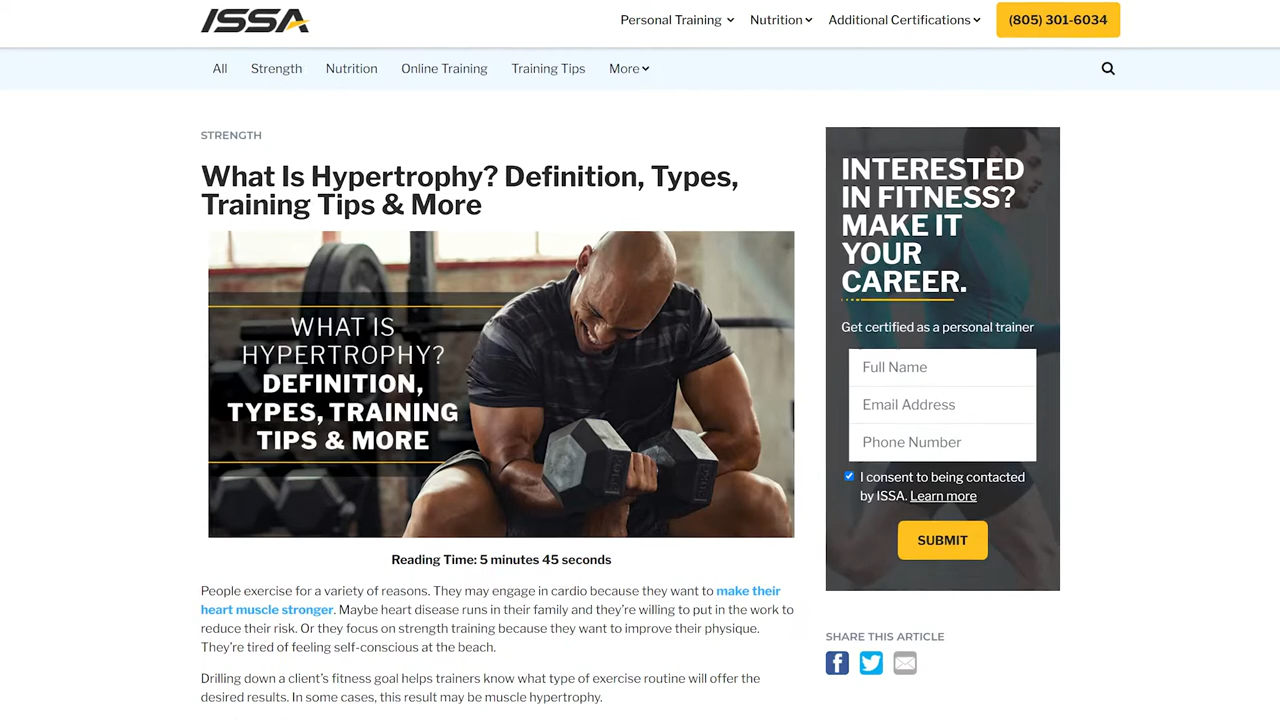 ISSA
Personal Training
Nutrition
Additional Certifications
(805) 301-6034
All
Strength
Nutrition
Online Training
Training Tips
More
STRENGTH
What Is Hypertrophy? Definition, Types,
Training Tips & More
WHAT IS
HYPERTROPHY?
DEFINITION,
TYPES, TRAINING
TIPS & MORE
Reading Time: 5 minutes 45 seconds
People exercise for a variety of reasons. They may engage in cardio because they want to make their
heart muscle stronger. Maybe heart disease runs in their family and they're willing to put in the work to
reduce their risk. Or they focus on strength training because they want to improve their physique.
They're tired of feeling self-conscious at the beach.
Drilling down a client's fitness goal helps trainers know what type of exercise routine will offer the
desired results. In some cases, this result may be muscle hypertrophy.
INTERESTED
IN FITNESS?
MAKE IT
YOUR
CAREER.
Get certified as a personal trainer
Full Name
Email Address
Phone Number
I consent to being contacted
by ISSA. Learn more
SUBMIT
SHARE THIS ARTICLE